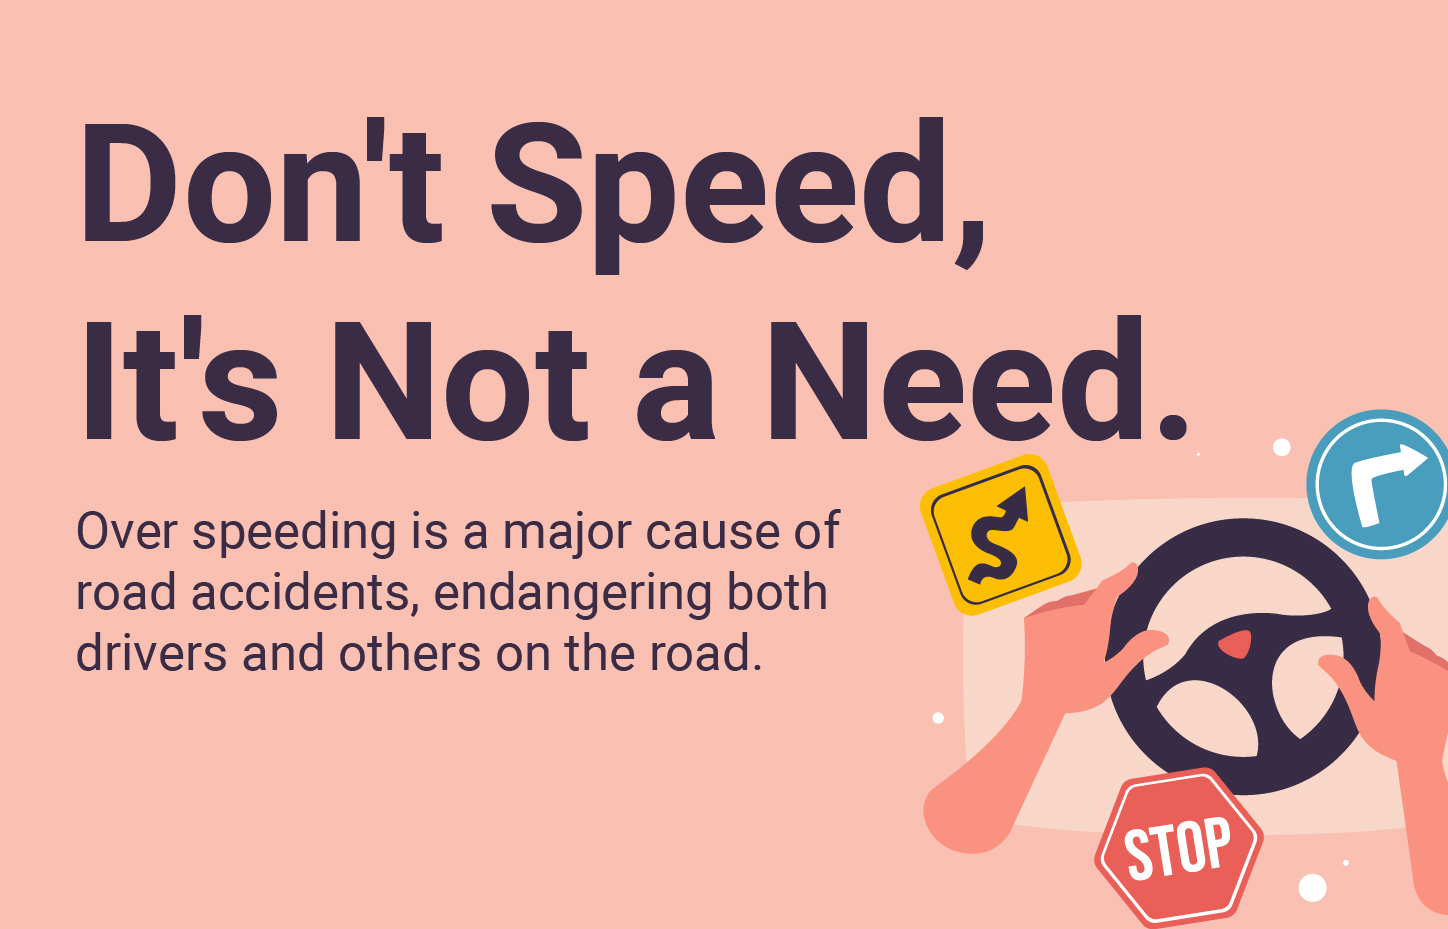 Don't Speed,
It's Not a Need.
Over speeding is a major cause of
road accidents, endangering both
drivers and others on the road.
STOP